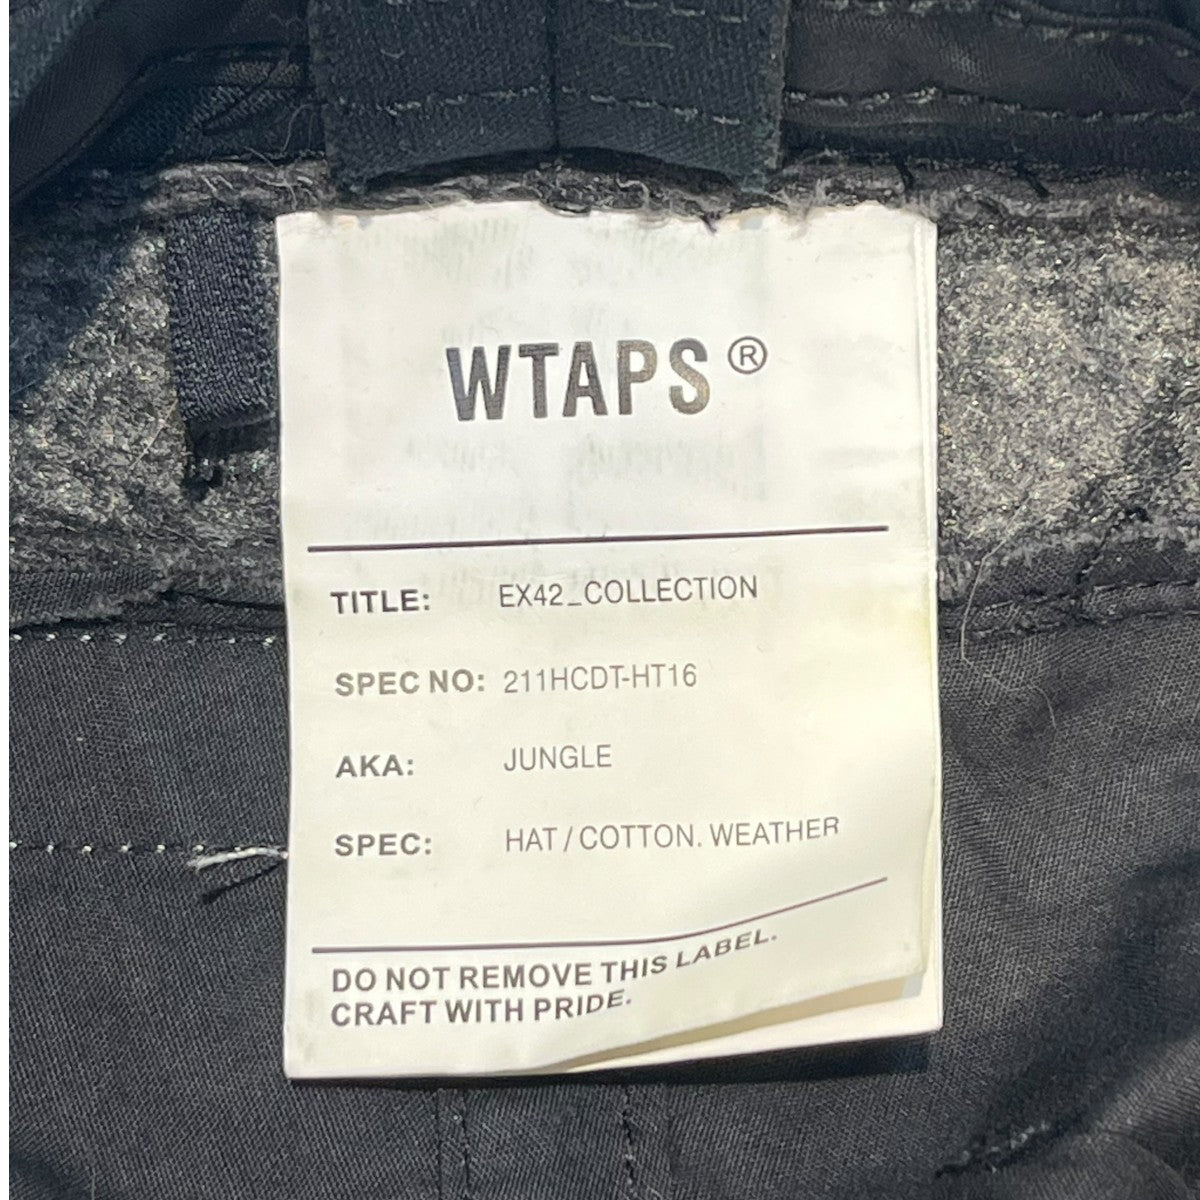 WTAPS®
TITLE: EX42_COLLECTION
SPEC NO: 211HCDT-HT16
AKA: JUNGLE
SPEC: HAT / COTTON. WEATHER
DO NOT REMOVE THIS LABEL.
CRAFT WITH PRIDE.